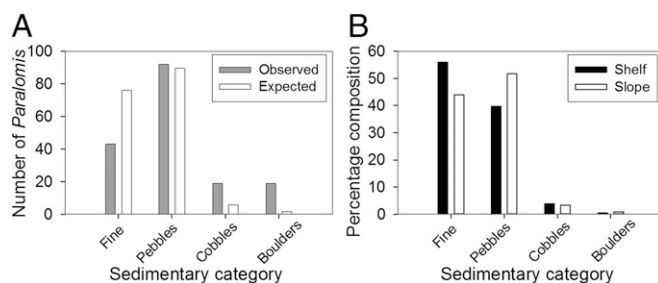 A
Number of Paralomis
100
80
60
40
20
0
Observed
Expected
Fine
Pebbles
Cobbles
Boulders
Sedimentary category
B
Percentage composition
60
50
40
30
20
10
0
Shelf
Slope
Fine
Pebbles
Cobbles
Boulders
Sedimentary category